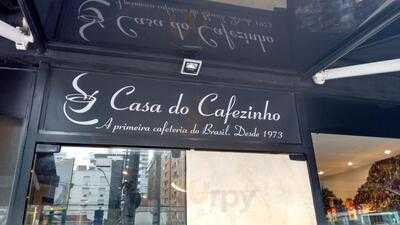 Casa do Cafezinho
A primeira cafeteria do Brasil. Desde 1973